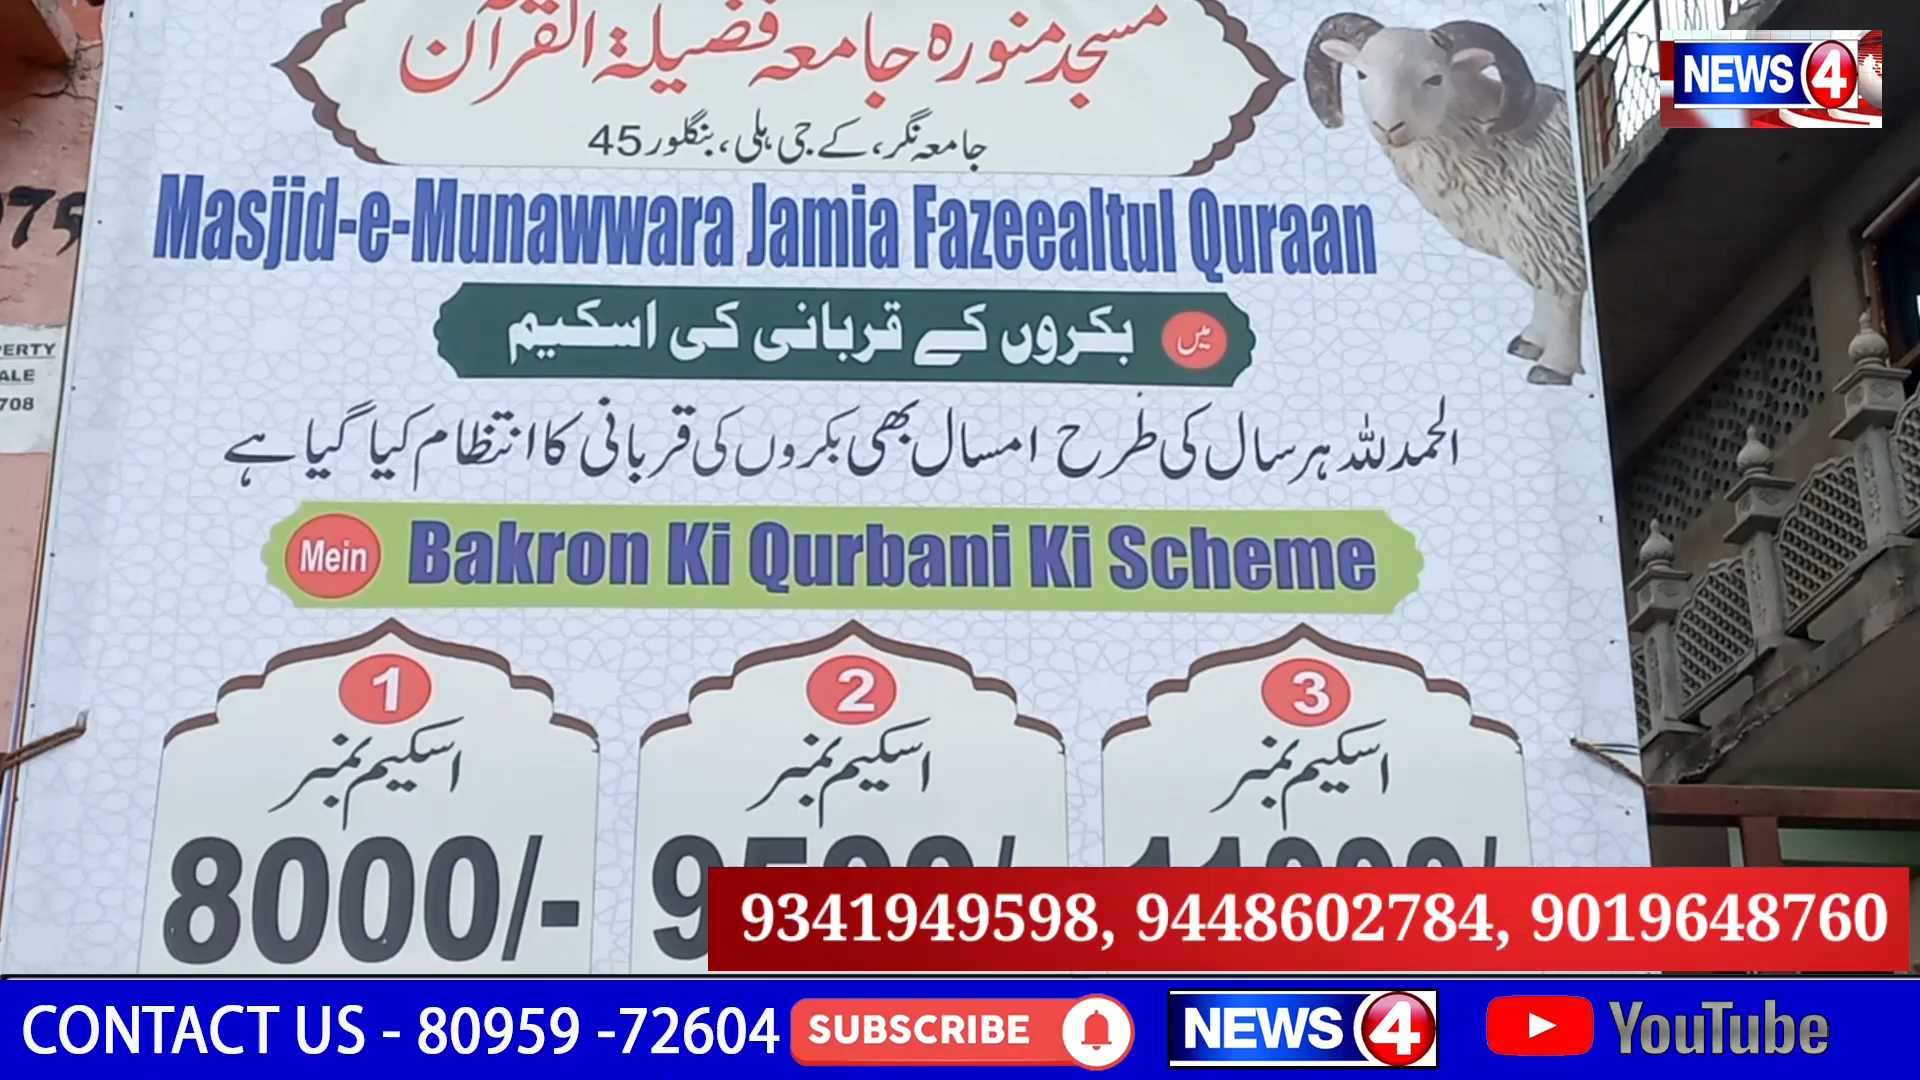 مسجد منورہ جامعہ فضیلۃ القرآن
جامعہ نگر، کے جی ہلی، بنگلور 45
NEWS 4
Masjid-e-Munawwara Jamia Fazeealtul Quraan
میں بکروں کے قربانی کی اسکیم
الحمدللہ ہر سال کی طرح امسال بھی بکروں کی قربانی کا انتظام کیا گیا ہے
Mein Bakron Ki Qurbani Ki Scheme
1
اسکیم نمبر
8000/-
2
اسکیم نمبر
3
اسکیم نمبر
PERTY
ALE
708
9341949598, 9448602784, 9019648760
CONTACT US - 80959 -72604 SUBSCRIBE NEWS 4 YouTube